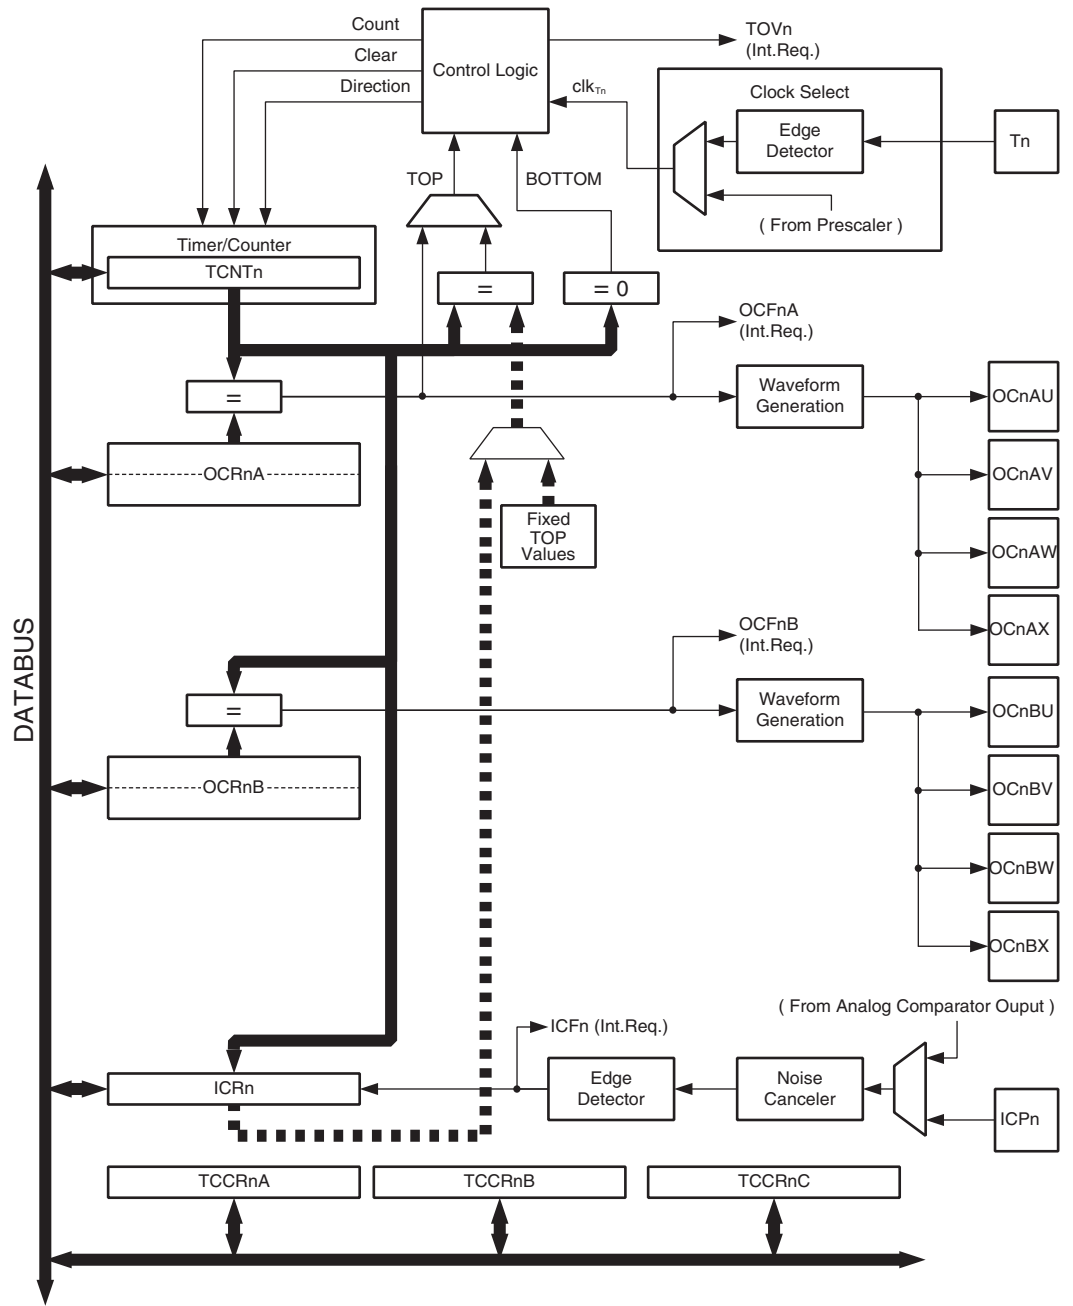 Count
Clear
Direction
Control Logic
TOVn
(Int.Req.)
clkTn
Clock Select
Edge
Detector
Tn
( From Prescaler )
TOP
BOTTOM
Timer/Counter
TCNTn
=
= 0
OCFnA
(Int.Req.)
=
Waveform
Generation
OCnAU
OCRnA
OCnAV
Fixed
TOP
Values
OCnAW
OCnAX
DATABUS
OCFnB
(Int.Req.)
=
Waveform
Generation
OCnBU
OCRnB
OCnBV
OCnBW
OCnBX
( From Analog Comparator Ouput )
ICFn (Int.Req.)
ICRn
Edge
Detector
Noise
Canceler
ICPn
TCCRnA
TCCRnB
TCCRnC